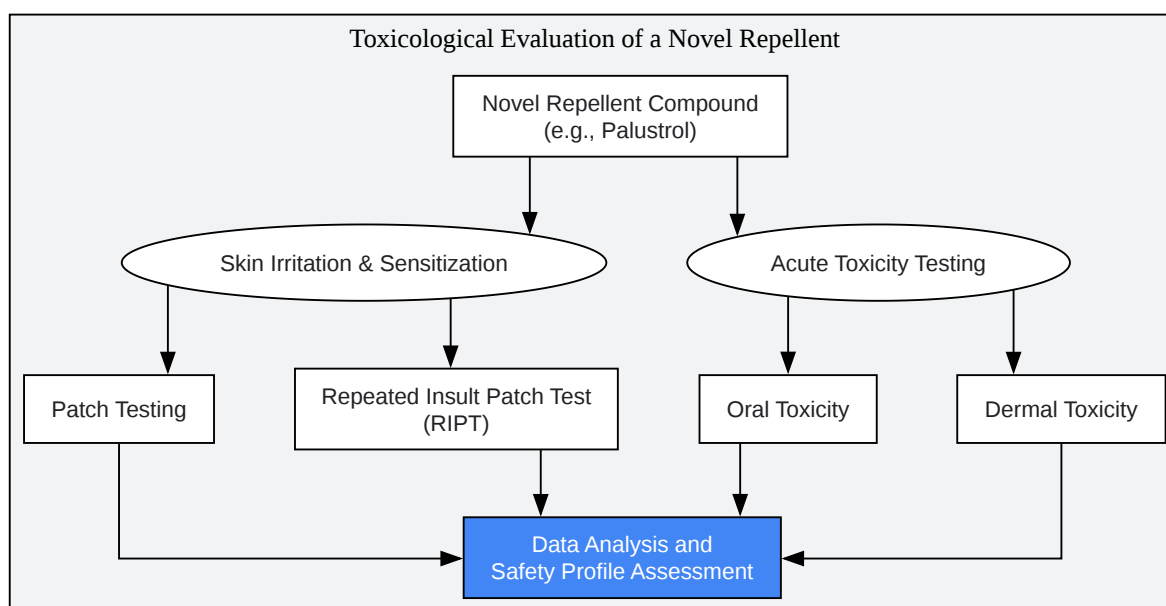 Toxicological Evaluation of a Novel Repellent
Novel Repellent Compound
(e.g., Palustrol)
Skin Irritation & Sensitization
Acute Toxicity Testing
Patch Testing
Repeated Insult Patch Test
(RIPT)
Oral Toxicity
Dermal Toxicity
Data Analysis and
Safety Profile Assessment